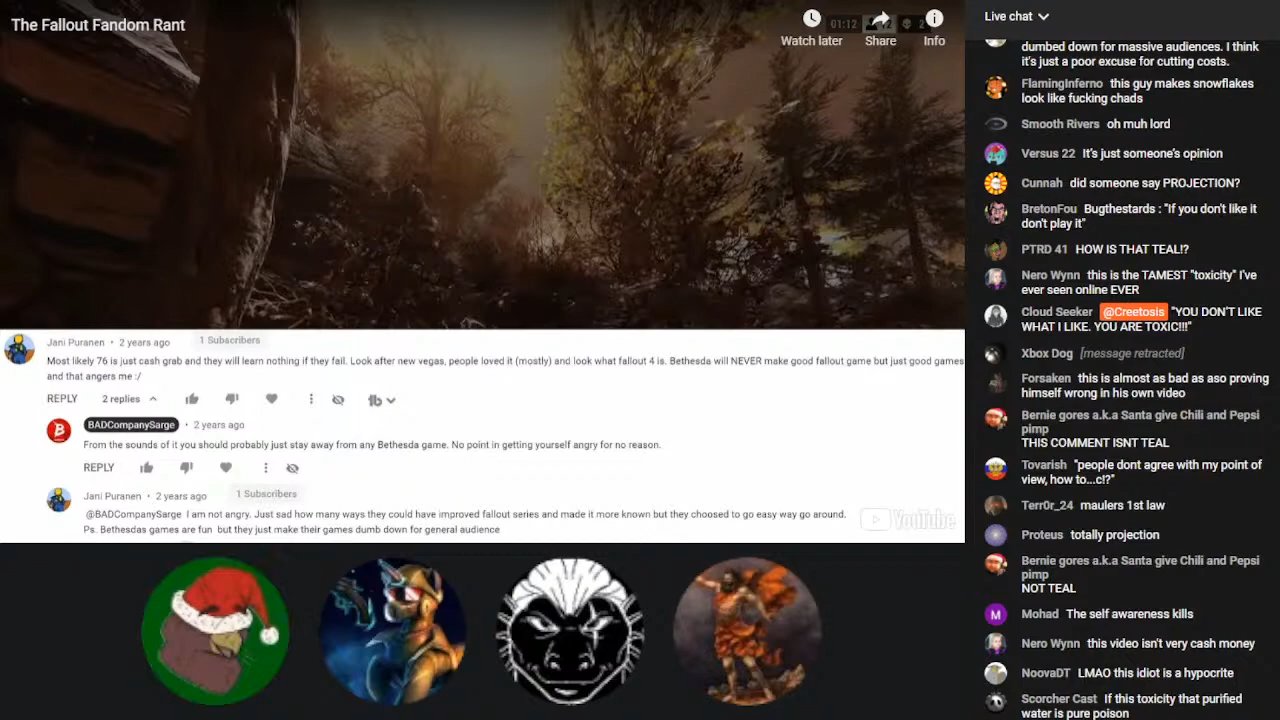 The Fallout Fandom Rant
01:12
Watch later
Share
Info
Jani Puranen • 2 years ago 1 Subscribers
Most likely 76 is just cash grab and they will learn nothing if they fail. Look after new vegas, people loved it (mostly) and look what fallout 4 is. Bethesda will NEVER make good fallout game but just good games
and that angers me :/
REPLY 2 replies
BADCompanySarge • 2 years ago
From the sounds of it you should probably just stay away from any Bethesda game. No point in getting yourself angry for no reason.
REPLY
Jani Puranen • 2 years ago 1 Subscribers
@BADCompanySarge I am not angry. Just sad how many ways they could have improved fallout series and made it more known but they choosed to go easy way go around.
Ps. Bethesdas games are fun but they just make their games dumb down for general audience
YouTube
Live chat
dumbed down for massive audiences. I think
it's just a poor excuse for cutting costs.
FlamingInferno this guy makes snowflakes
look like fucking chads
Smooth Rivers oh muh lord
Versus 22 It's just someone's opinion
Cunnah did someone say PROJECTION?
BretonFou Bugthestards : "If you don't like it
don't play it"
PTRD 41 HOW IS THAT TEAL!?
Nero Wynn this is the TAMEST "toxicity" I've
ever seen online EVER
Cloud Seeker @Creetosis "YOU DON'T LIKE
WHAT I LIKE. YOU ARE TOXIC!!!"
Xbox Dog [message retracted]
Forsaken this is almost as bad as aso proving
himself wrong in his own video
Bernie gores a.k.a Santa give Chili and Pepsi
pimp
THIS COMMENT ISNT TEAL
Tovarish "people dont agree with my point of
view, how to...c!?"
Terr0r_24 maulers 1st law
Proteus totally projection
Bernie gores a.k.a Santa give Chili and Pepsi
pimp
NOT TEAL
M
Mohad The self awareness kills
Nero Wynn this video isn't very cash money
NoovaDT LMAO this idiot is a hypocrite
Scorcher Cast If this toxicity that purified
water is pure poison